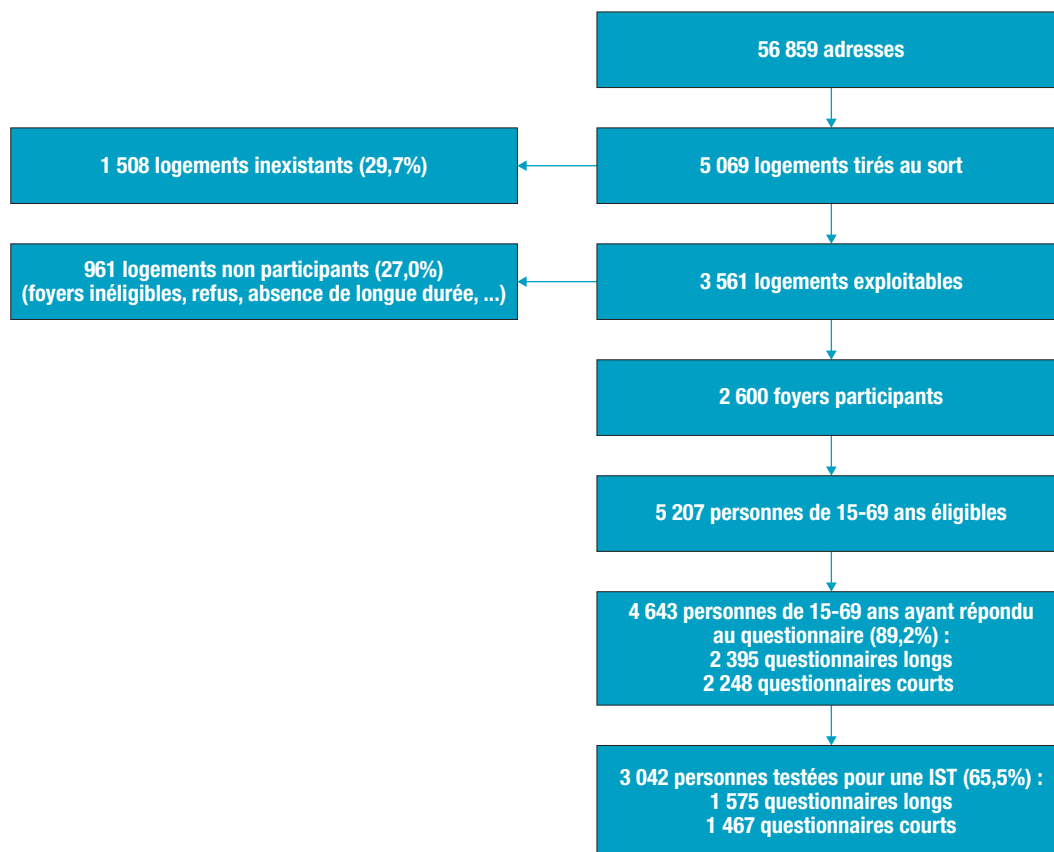 56 859 adresses
1 508 logements inexistants (29,7%)
5 069 logements tirés au sort
961 logements non participants (27,0%)
(foyers inéligibles, refus, absence de longue durée, ...)
3 561 logements exploitables
2 600 foyers participants
5 207 personnes de 15-69 ans éligibles
4 643 personnes de 15-69 ans ayant répondu
au questionnaire (89,2%) :
2 395 questionnaires longs
2 248 questionnaires courts
3 042 personnes testées pour une IST (65,5%) :
1 575 questionnaires longs
1 467 questionnaires courts